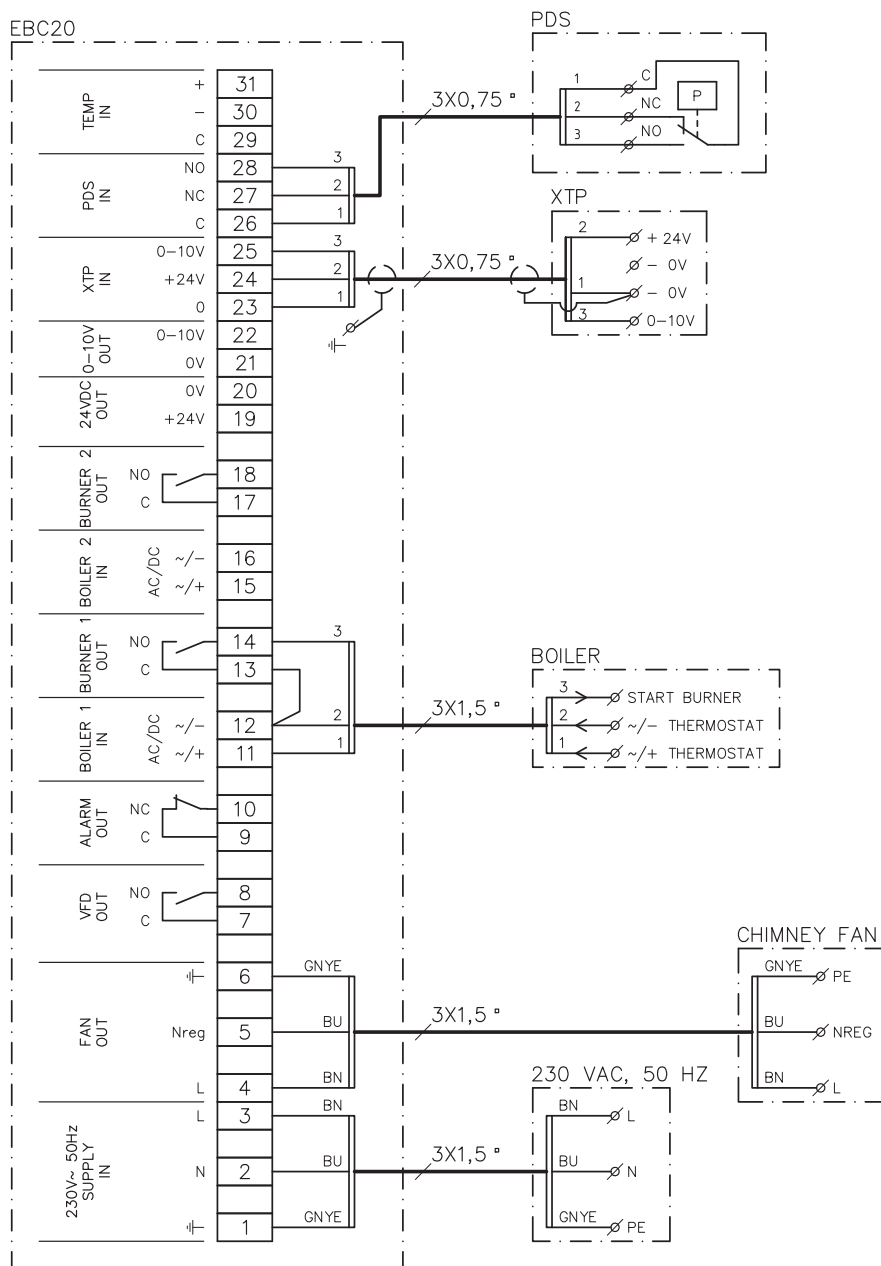 EBC20
TEMP IN
+ 31
- 30
C 29
PDS IN
NO 28 3
NC 27 2
C 26 1
XTP IN
0-10V 25 3
+24V 24 2
0 23 1
0-10V OUT
0-10V 22
0V 21
24VDC OUT
0V 20
+24V 19
BURNER 2 OUT
NO 18
C 17
BOILER 2 IN
AC/DC
~/- 16
~/+ 15
BURNER 1 OUT
NO 14 3
C 13
BOILER 1 IN
AC/DC
~/- 12 2
~/+ 11 1
ALARM OUT
NC 10
C 9
VFD OUT
NO 8
C 7
FAN OUT
6 GNYE
Nreg 5 BU
L 4 BN
230V~ 50Hz SUPPLY IN
L 3 BN
N 2 BU
1 GNYE
3X0,75 ¤
PDS
1 C
2 NC
3 NO
P
3X0,75 ¤
XTP
2 + 24V
- 0V
1 - 0V
3 0-10V
3X1,5 ¤
BOILER
3 START BURNER
2 ~/- THERMOSTAT
1 ~/+ THERMOSTAT
3X1,5 ¤
CHIMNEY FAN
GNYE PE
BU NREG
BN L
3X1,5 ¤
230 VAC, 50 HZ
BN L
BU N
GNYE PE